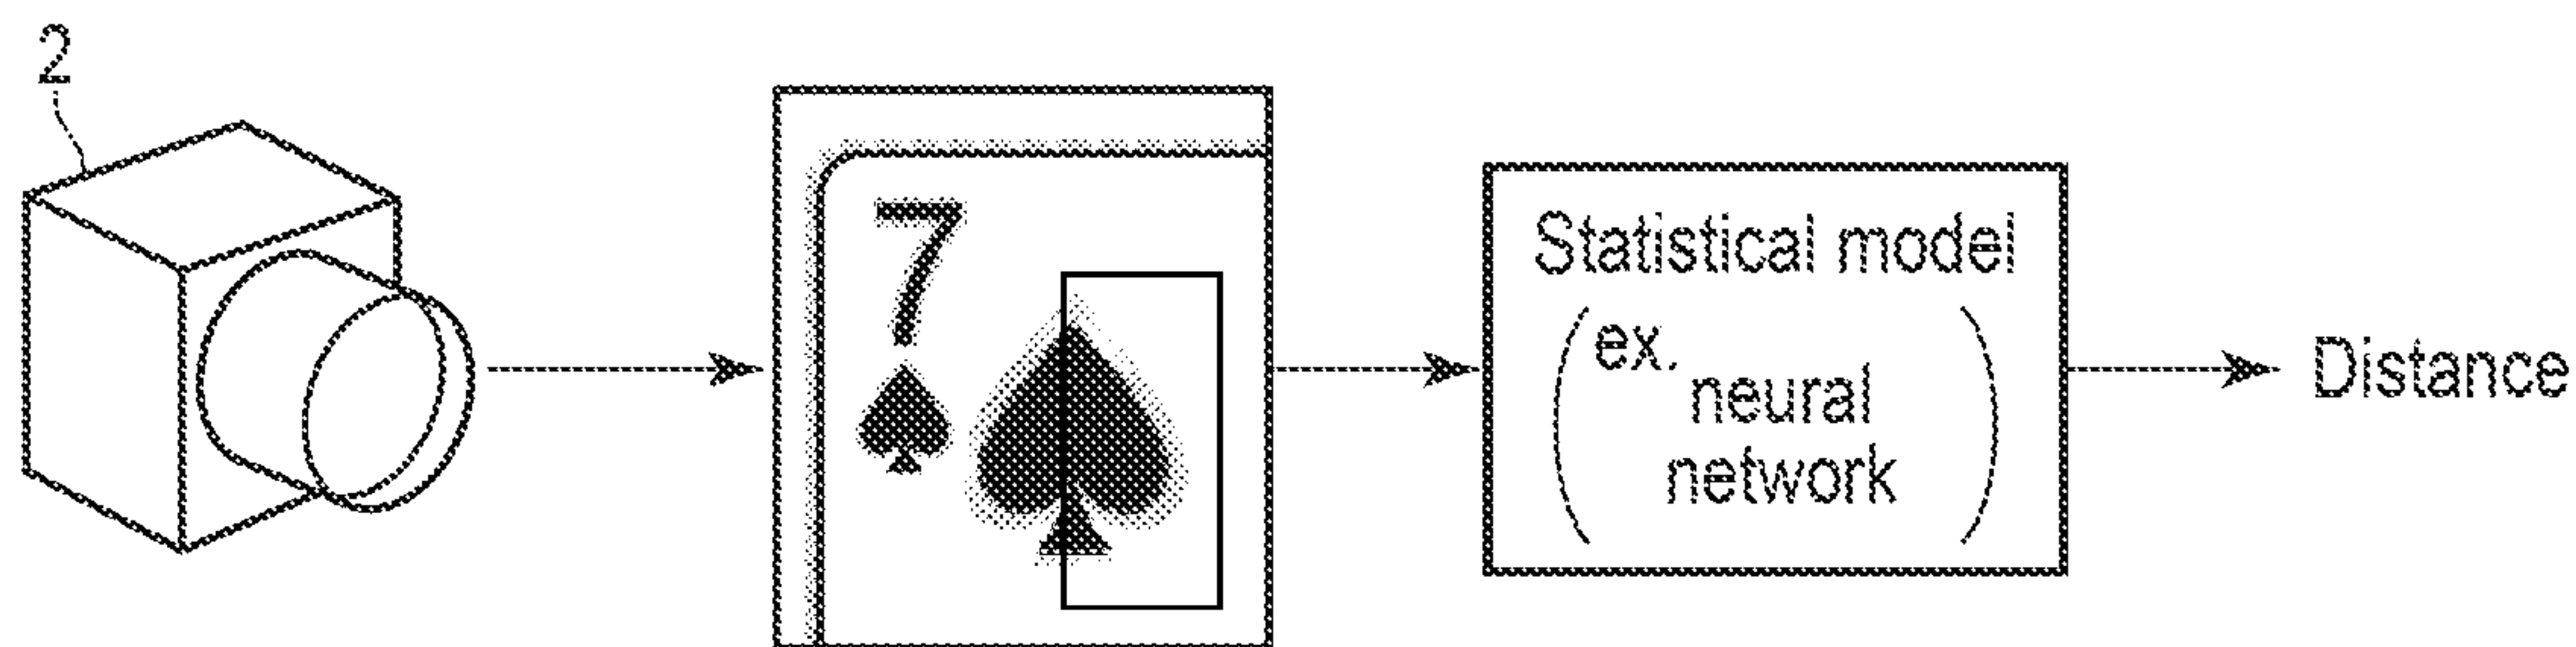 2
7
Statistical model
ex.
neural
network
Distance